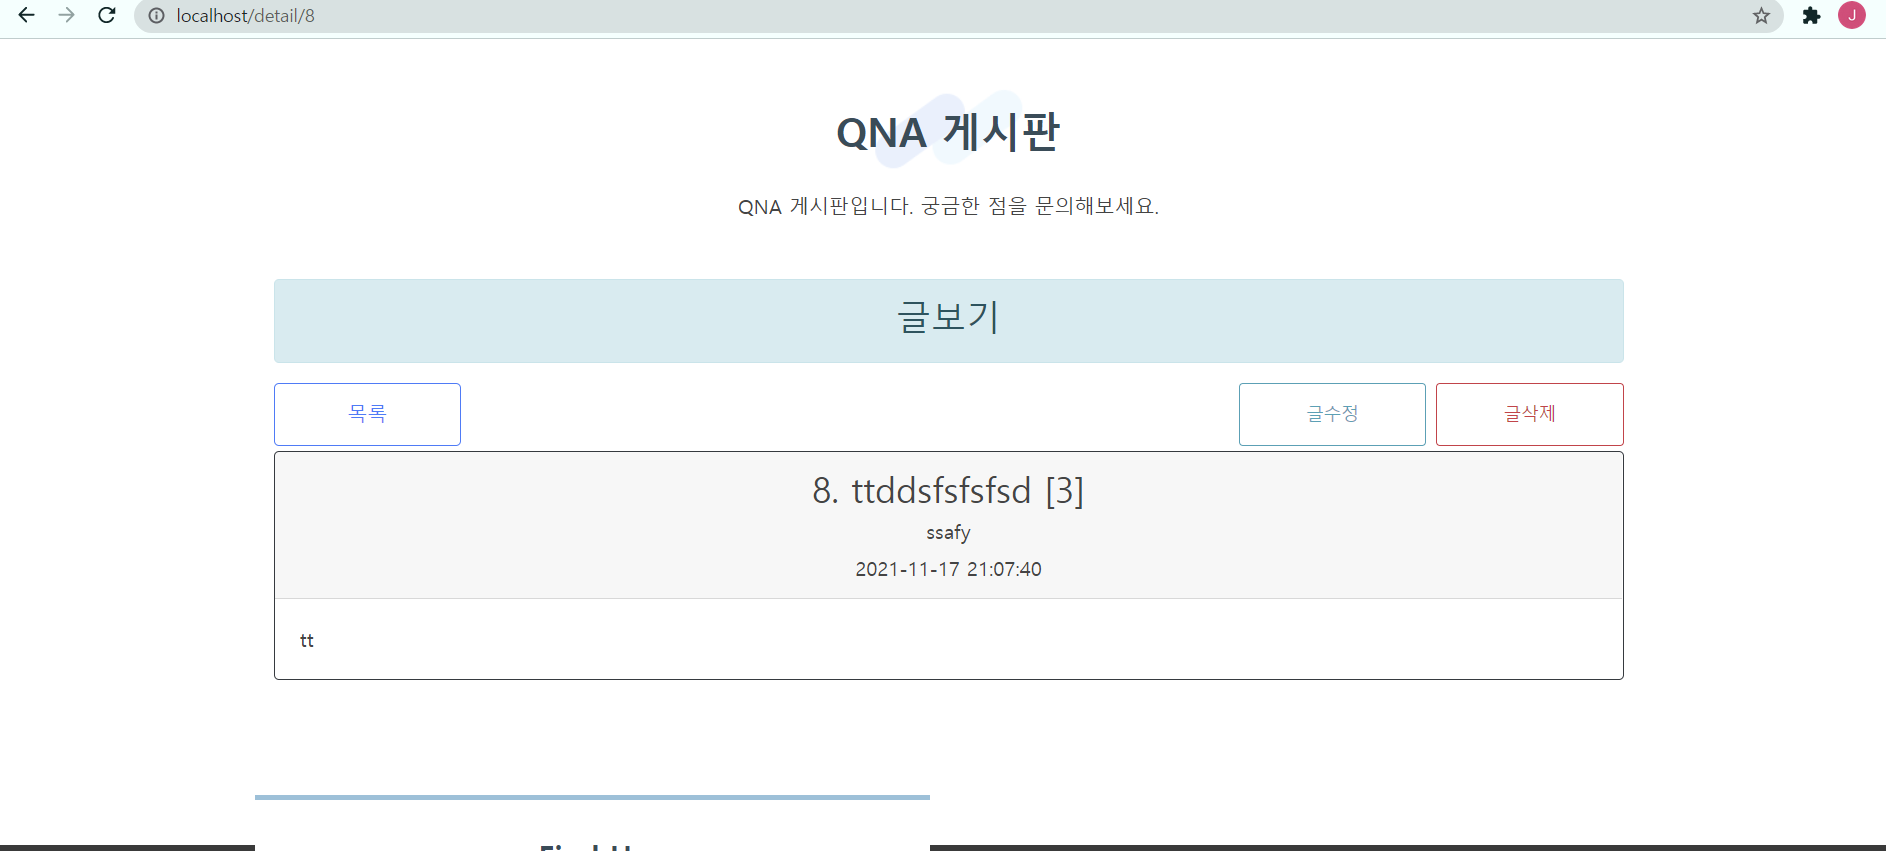 localhost/detail/8
J
QNA 게시판
QNA 게시판입니다. 궁금한 점을 문의해보세요.
글보기
목록
글수정
글삭제
8. ttddsfsfsfsd [3]
ssafy
2021-11-17 21:07:40
tt